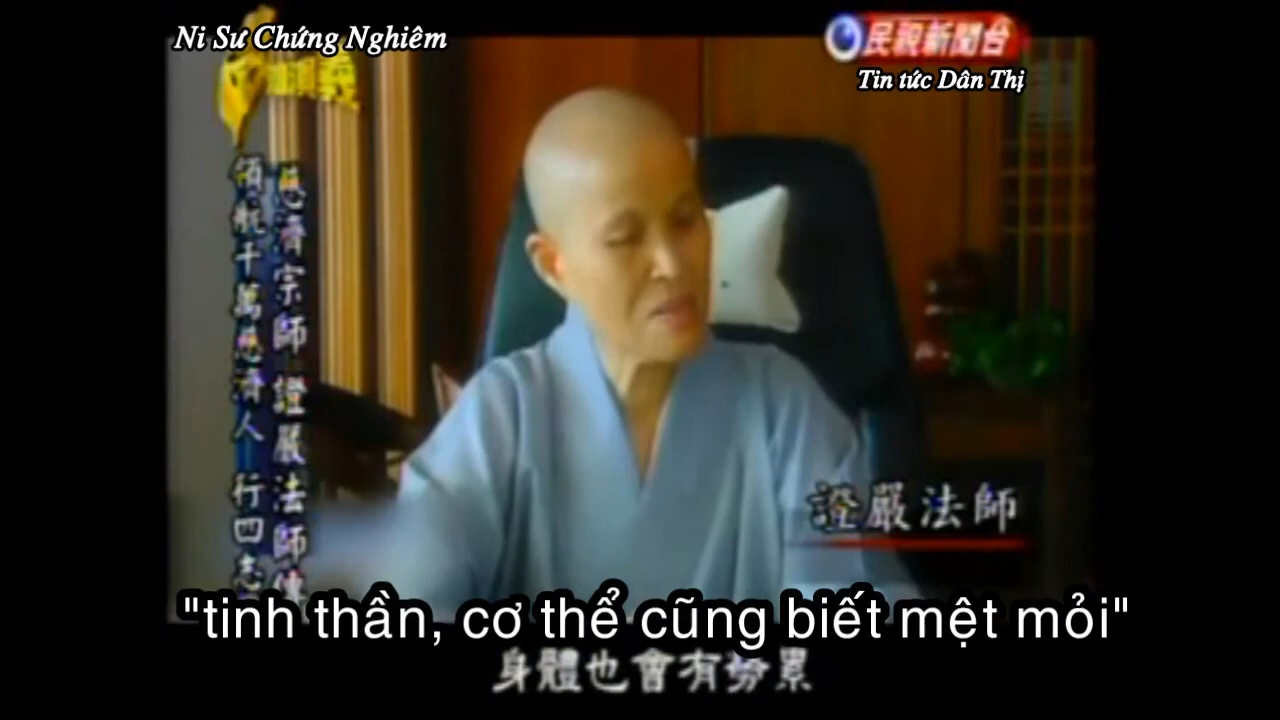 Ni Sư Chứng Nghiêm
民視新聞台
Tin tức Dân Thị
慈濟宗師 證嚴法師傳
領航千萬慈濟人 行四志
證嚴法師
"tinh thần, cơ thể cũng biết mệt mỏi"
身體也會有勞累